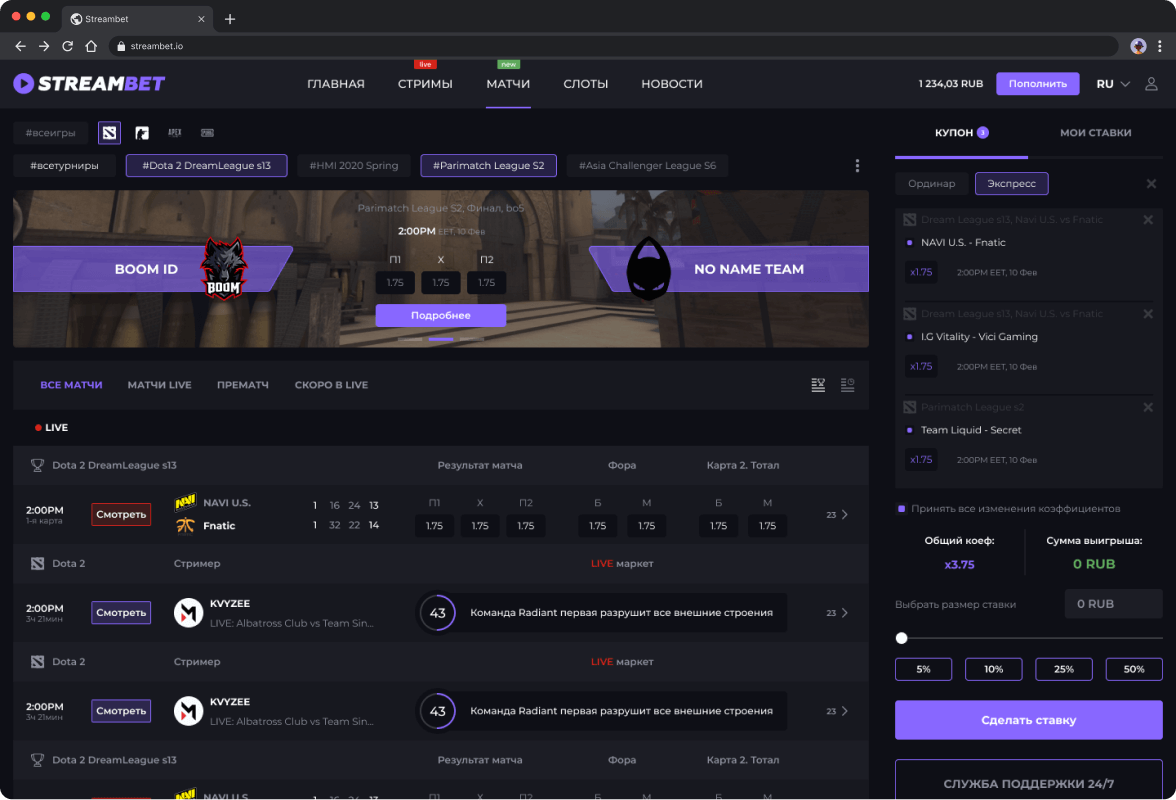 Streambet
streambet.io
STREAMBET
ГЛАВНАЯ
live
СТРИМЫ
new
МАТЧИ
СЛОТЫ
НОВОСТИ
1 234,03 RUB
Пополнить
RU
#всеигры
#всетурниры
#Dota 2 DreamLeague s13
#HMI 2020 Spring
#Parimatch League S2
#Asia Challenger League S6
Parimatch League S2, Финал, bo5
2:00PM EET, 10 Фев
П1 X П2
BOOM ID
BOOM
NO NAME TEAM
1.75 1.75 1.75
Подробнее
ВСЕ МАТЧИ
МАТЧИ LIVE
ПРЕМАТЧ
СКОРО В LIVE
LIVE
Dota 2 DreamLeague s13 Результат матча Фора Карта 2. Тотал
2:00PM
1-я карта
Смотреть
NAVI
NAVI U.S. 1 16 24 13
Fnatic 1 32 22 14
П1 X П2 Б М Б М
1.75 1.75 1.75 1.75 1.75 1.75 1.75
23
Dota 2 Стример LIVE маркет
2:00PM
3ч 21мин
Смотреть
KVYZEE
LIVE: Albatross Club vs Team Sin...
43
Команда Radiant первая разрушит все внешние строения
23
Dota 2 Стример LIVE маркет
2:00PM
3ч 21мин
Смотреть
KVYZEE
LIVE: Albatross Club vs Team Sin...
43
Команда Radiant первая разрушит все внешние строения
23
Dota 2 DreamLeague s13 Результат матча Фора Карта 2. Тотал
NAVI
NAVI U.S. 1 16 24 13
П1 X П2 Б М Б М
КУПОН 3
МОИ СТАВКИ
Ординар
Экспресс
Dream League s13, Navi U.S. vs Fnatic
NAVI U.S. - Fnatic
x1.75 2:00PM EET, 10 Фев
Dream League s13, Navi U.S. vs Fnatic
I.G Vitality - Vici Gaming
x1.75 2:00PM EET, 10 Фев
Parimatch League s2
Team Liquid - Secret
x1.75 2:00PM EET, 10 Фев
Принять все изменения коэффициентов
Общий коеф:
x3.75
Сумма выигрыша:
0 RUB
Выбрать размер ставки
0 RUB
5% 10% 25% 50%
Сделать ставку
СЛУЖБА ПОДДЕРЖКИ 24/7